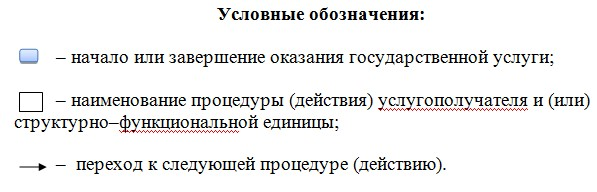 Условные обозначения:
– начало или завершение оказания государственной услуги;
– наименование процедуры (действия) услугополучателя и (или)
структурно–функциональной единицы;
– переход к следующей процедуре (действию).